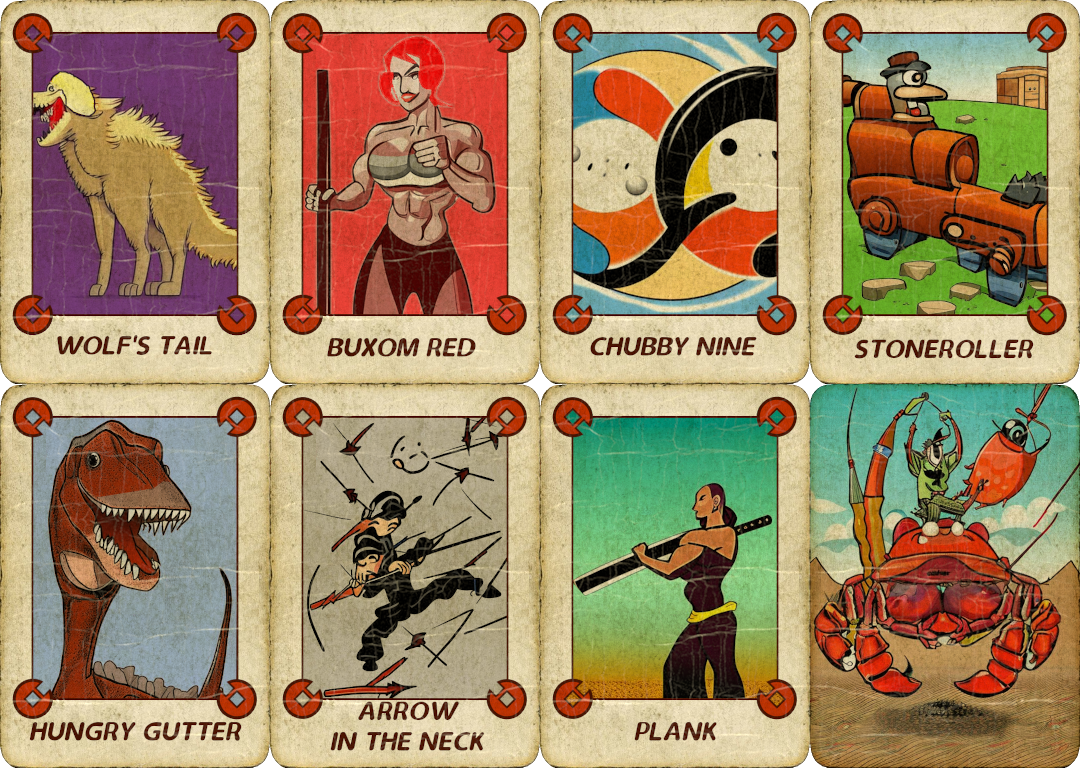 WOLF'S TAIL
BUXOM RED
CHUBBY NINE
STONEROLLER
HUNGRY GUTTER
ARROW
IN THE NECK
PLANK